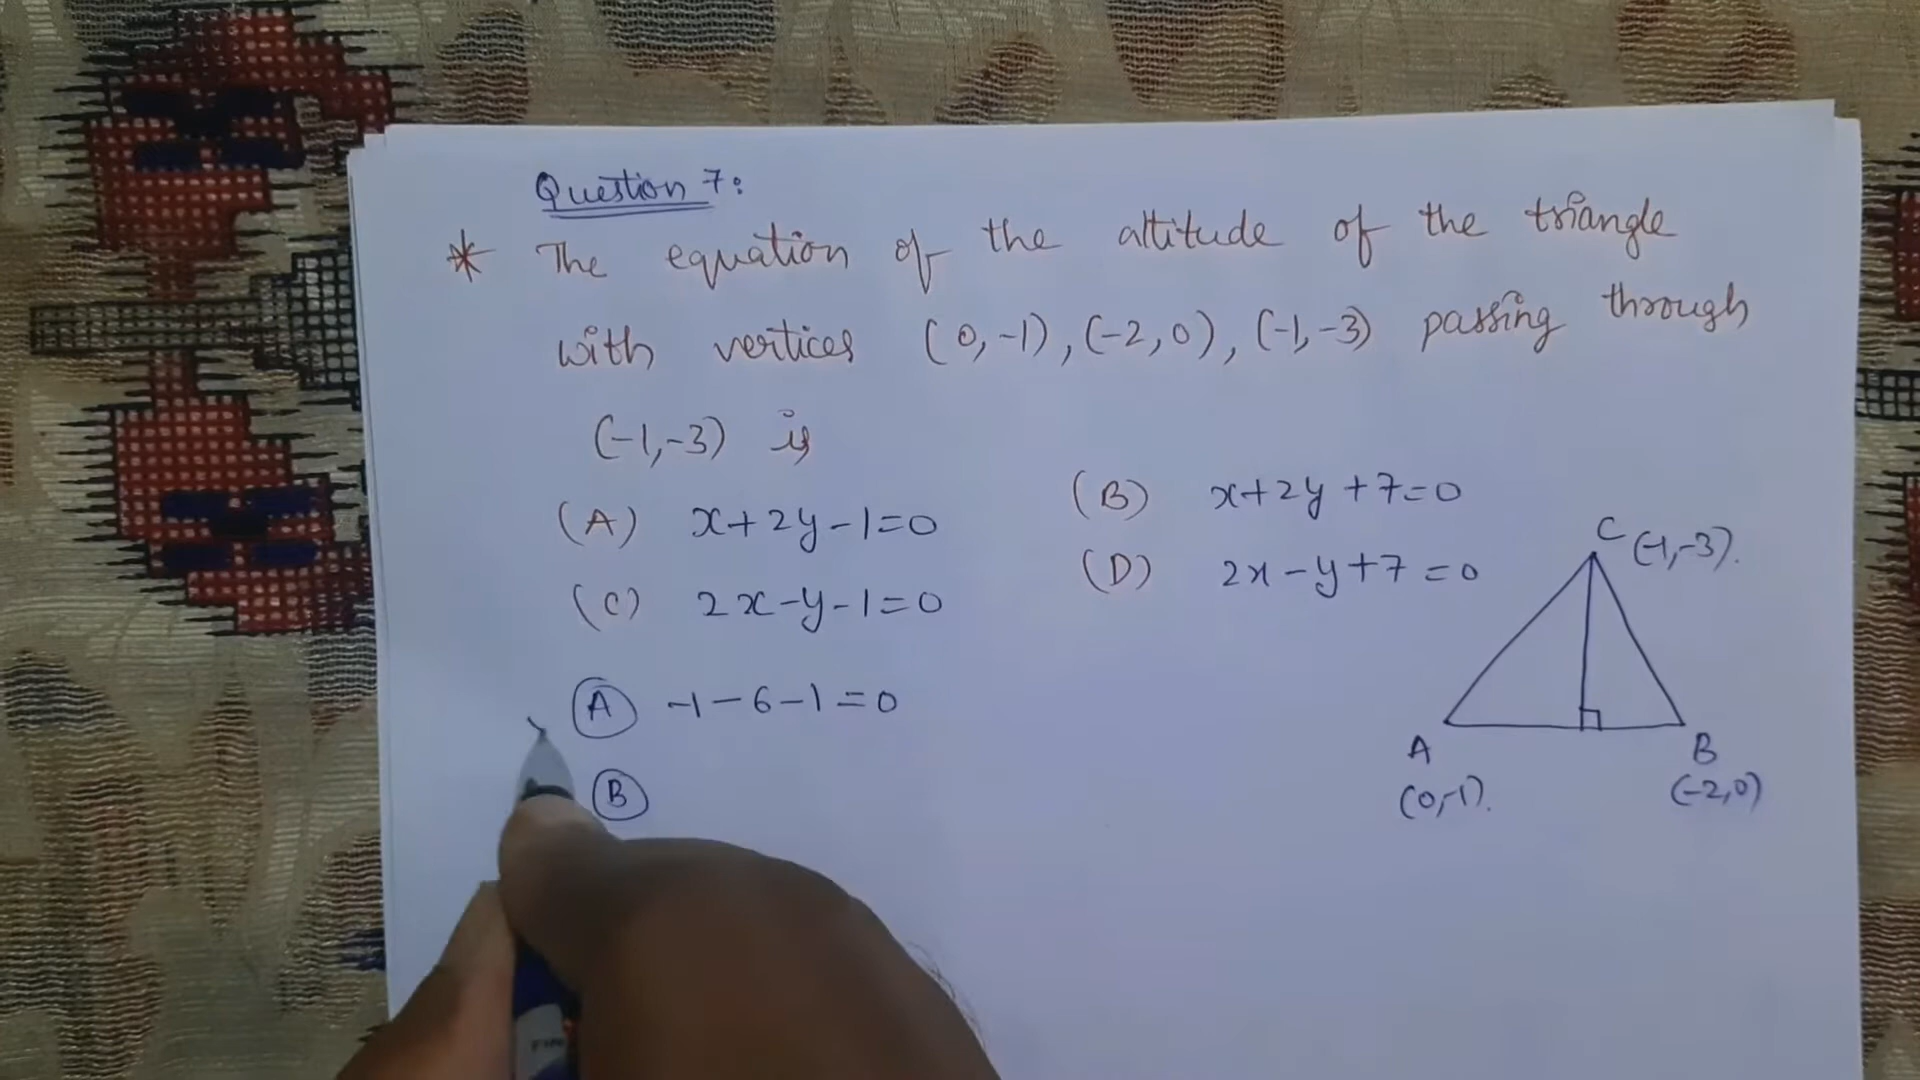 Question 7:
* The equation of the altitude of the triangle
with vertices (0,-1), (-2,0), (-1,-3) passing through
(-1,-3) is
(A) x+2y-1=0 (B) x+2y+7=0
(C) 2x-y-1=0 (D) 2x-y+7=0
C (-1,-3).
A -1-6-1=0
A B
(0,-1). (-2,0)
B
FIN